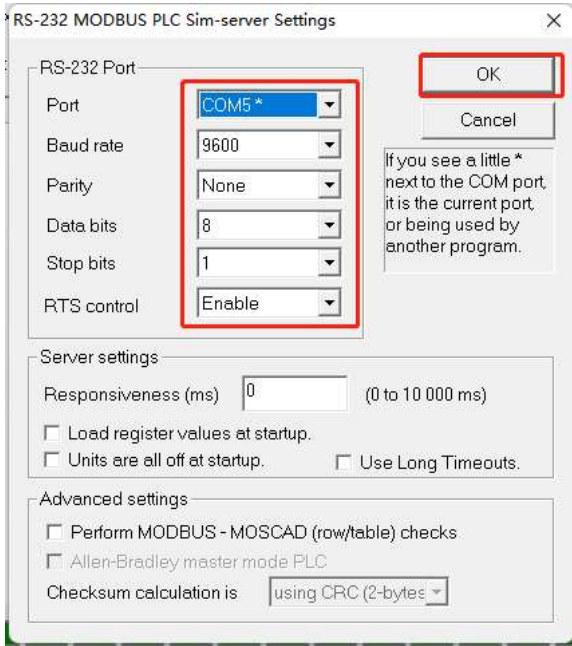 RS-232 MODBUS PLC Sim-server Settings
RS-232 Port
Port
COM5 *
Baud rate
9600
Parity
None
Data bits
8
Stop bits
1
RTS control
Enable
OK
Cancel
If you see a little *
next to the COM port,
it is the current port,
or being used by
another program.
Server settings
Responsiveness (ms)
0
(0 to 10 000 ms)
Load register values at startup.
Units are all off at startup.
Use Long Timeouts.
Advanced settings
Perform MODBUS - MOSCAD (row/table) checks
Allen-Bradley master mode PLC
Checksum calculation is
using CRC (2-bytes